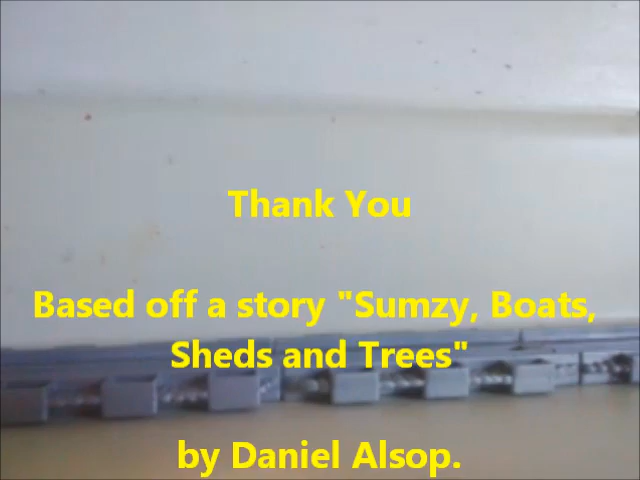 Thank You
Based off a story "Sumzy, Boats,
Sheds and Trees"
by Daniel Alsop.